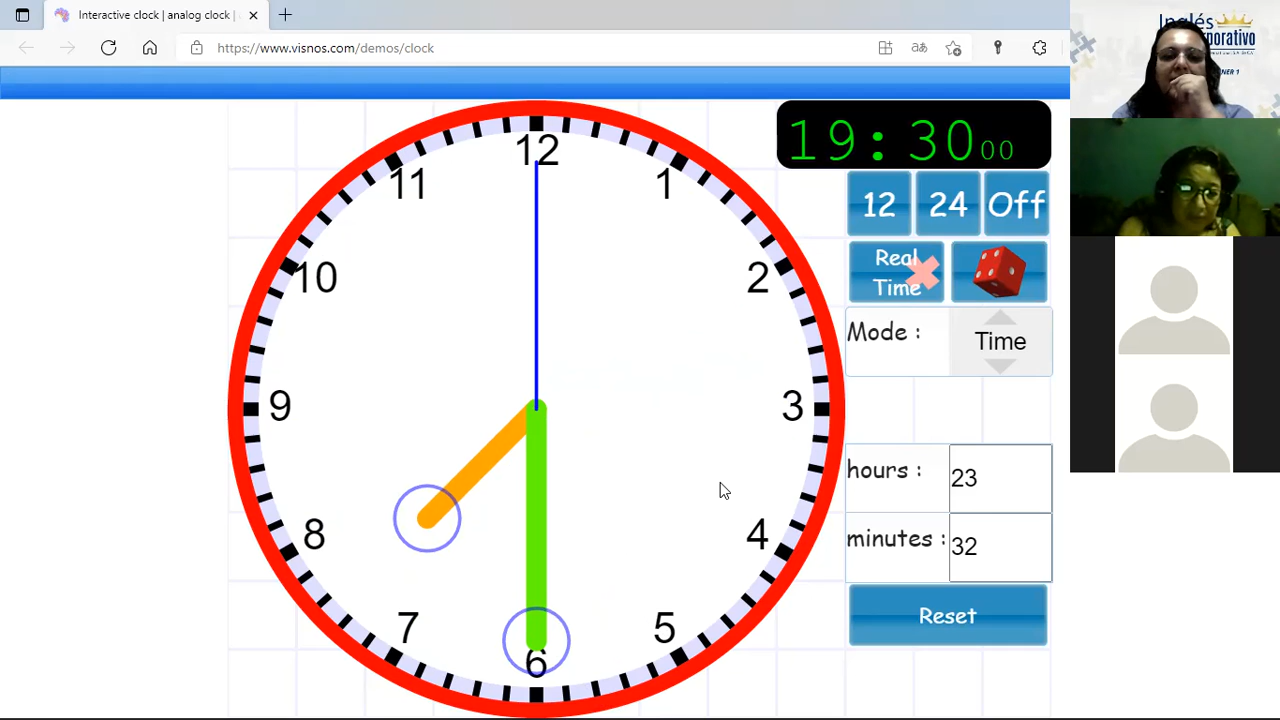 Interactive clock | analog clock |
https://www.visnos.com/demos/clock
12
1
2
3
4
5
6
7
8
9
10
11
19:30 00
12 24 Off
Real
Time
Mode : Time
hours : 23
minutes : 32
Reset
Inglés
NER 1